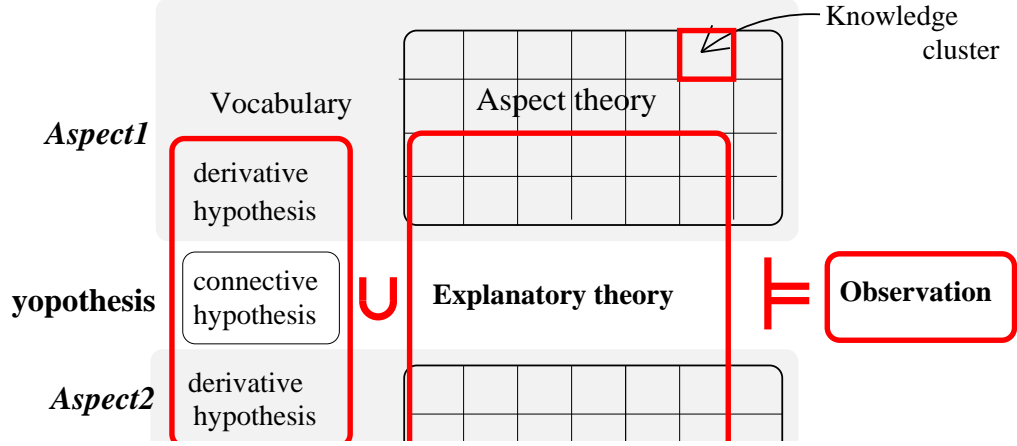 Knowledge
cluster
Vocabulary
Aspect theory
Aspect1
derivative
hypothesis
yopothesis
connective
hypothesis
∪
Explanatory theory
⊨
Observation
Aspect2
derivative
hypothesis